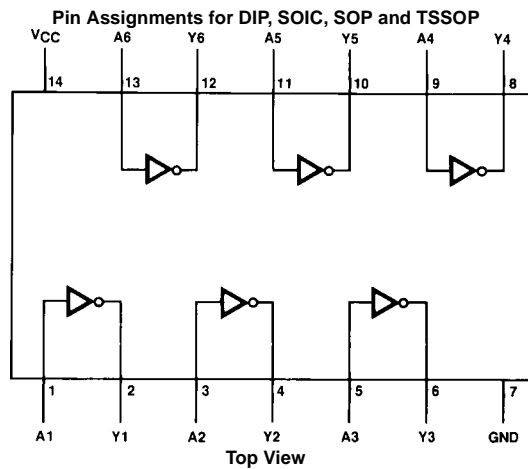 Pin Assignments for DIP, SOIC, SOP and TSSOP
VCC A6 Y6 A5 Y5 A4 Y4
14 13 12 11 10 9 8
1 2 3 4 5 6 7
A1 Y1 A2 Y2 A3 Y3 GND
Top View